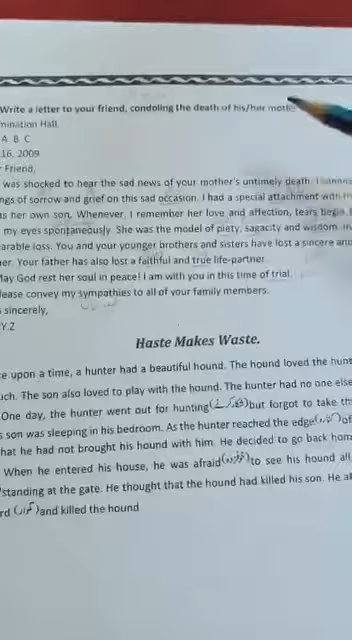 Write a letter to your friend, condoling the death of his/her mothe
mination Hall,
A B C
16, 2009
Friend,
was shocked to hear the sad news of your mother's untimely death. I
ngs of sorrow and grief on this sad occasion. I had a special attachment with
as her own son. Whenever, I remember her love and affection, tears begin
my eyes spontaneously. She was the model of piety, sagacity and wisdom.
arable loss. You and your younger brothers and sisters have lost a sincere and
er. Your father has also lost a faithful and true life-partner.
May God rest her soul in peace! I am with you in this time of trial.
lease convey my sympathies to all of your family members.
s sincerely,
Y.Z
Haste Makes Waste.
ce upon a time, a hunter had a beautiful hound. The hound loved the hunt
uch. The son also loved to play with the hound. The hunter had no one else
One day, the hunter went out for hunting but forgot to take th
s son was sleeping in his bedroom. As the hunter reached the edge of
that he had not brought his hound with him. He decided to go back hom
When he entered his house, he was afraid to see his hound all
standing at the gate. He thought that the hound had killed his son. He at
rd and killed the hound